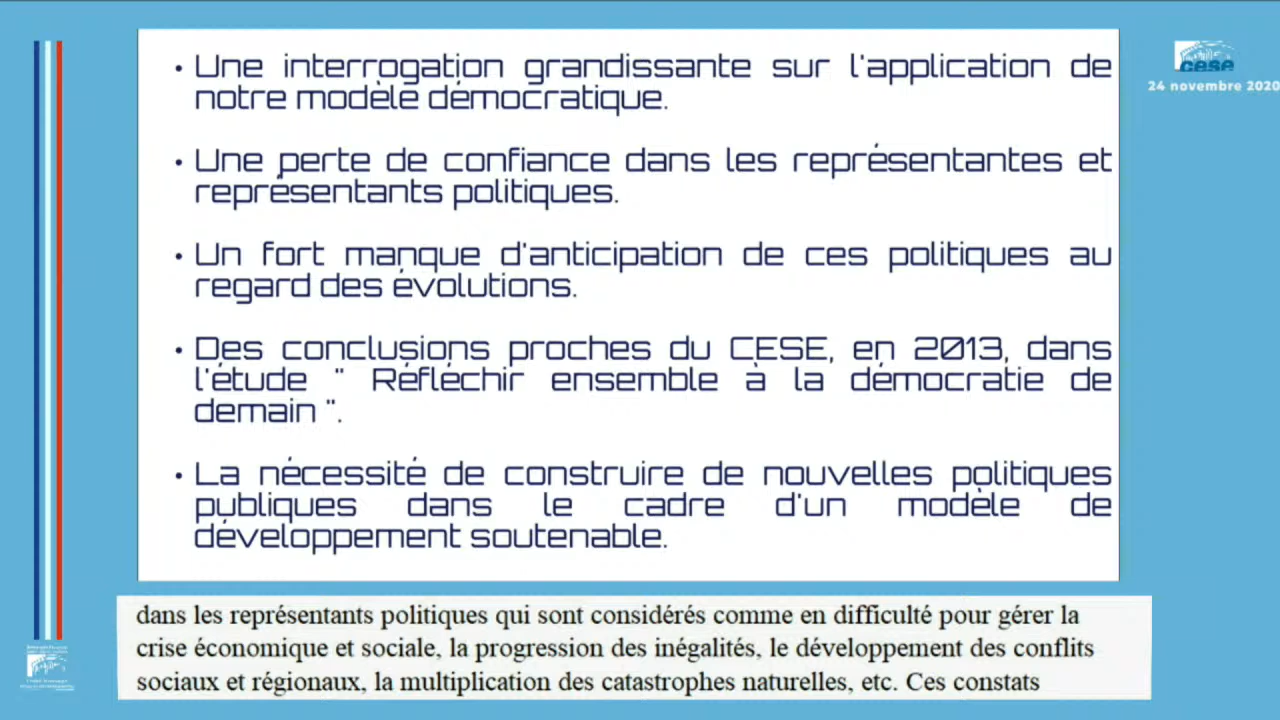 cese
24 novembre 2020
• Une interrogation grandissante sur l'application de
notre modèle démocratique.
• Une perte de confiance dans les représentantes et
représentants politiques.
• Un fort manque d'anticipation de ces politiques au
regard des évolutions.
• Des conclusions proches du CESE, en 2013, dans
l'étude " Réfléchir ensemble à la démocratie de
demain ".
• La nécessité de construire de nouvelles politiques
publiques dans le cadre d'un modèle de
développement soutenable.
dans les représentants politiques qui sont considérés comme en difficulté pour gérer la
crise économique et sociale, la progression des inégalités, le développement des conflits
sociaux et régionaux, la multiplication des catastrophes naturelles, etc. Ces constats